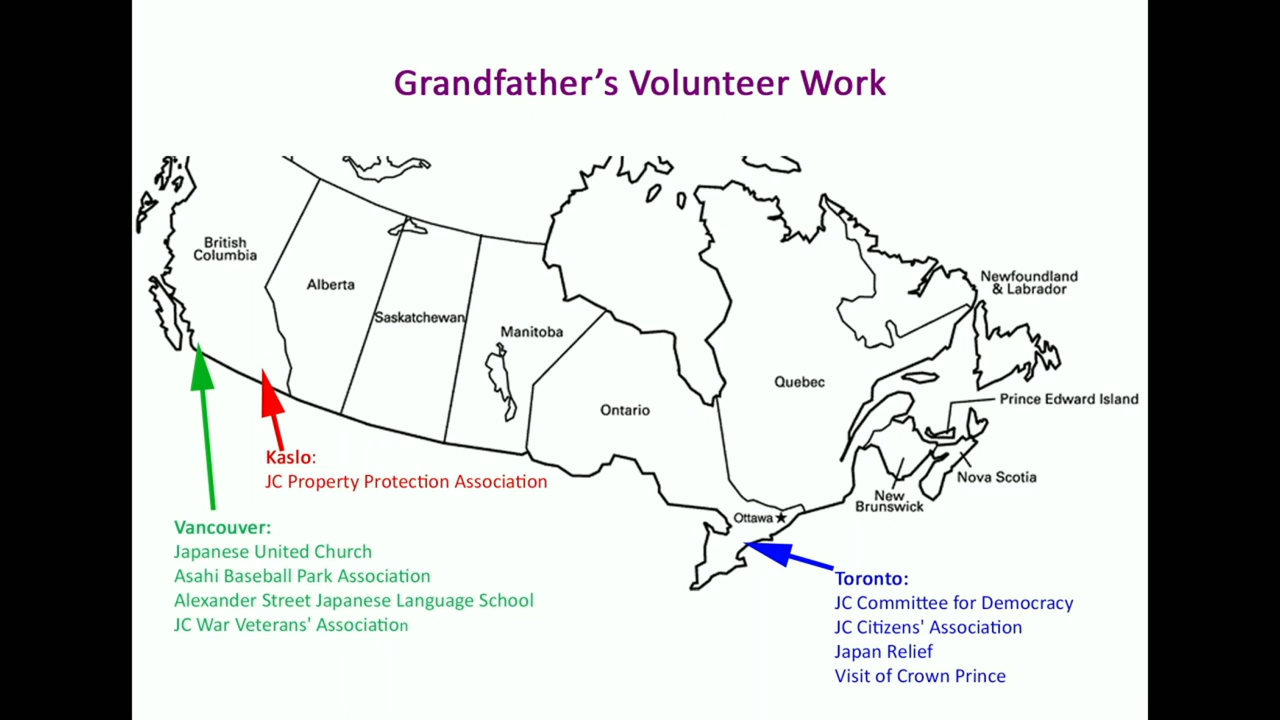 Grandfather’s Volunteer Work
British
Columbia
Alberta
Saskatchewan
Manitoba
Ontario
Quebec
Newfoundland
& Labrador
Prince Edward Island
Nova Scotia
New
Brunswick
Ottawa
Kaslo:
JC Property Protection Association
Vancouver:
Japanese United Church
Asahi Baseball Park Association
Alexander Street Japanese Language School
JC War Veterans' Association
Toronto:
JC Committee for Democracy
JC Citizens' Association
Japan Relief
Visit of Crown Prince